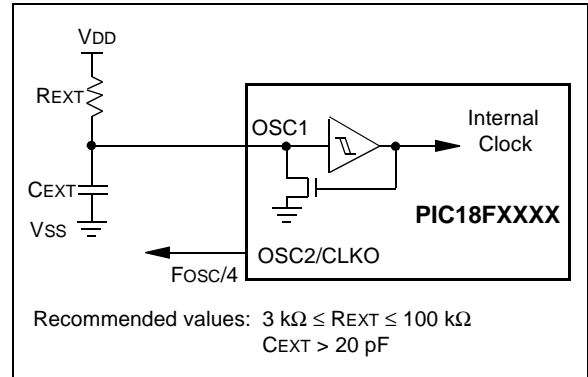 VDD
REXT
OSC1
Internal
Clock
CEXT
PIC18FXXXX
VSS
OSC2/CLKO
FOSC/4
Recommended values: 3 kΩ ≤ REXT ≤ 100 kΩ
CEXT > 20 pF